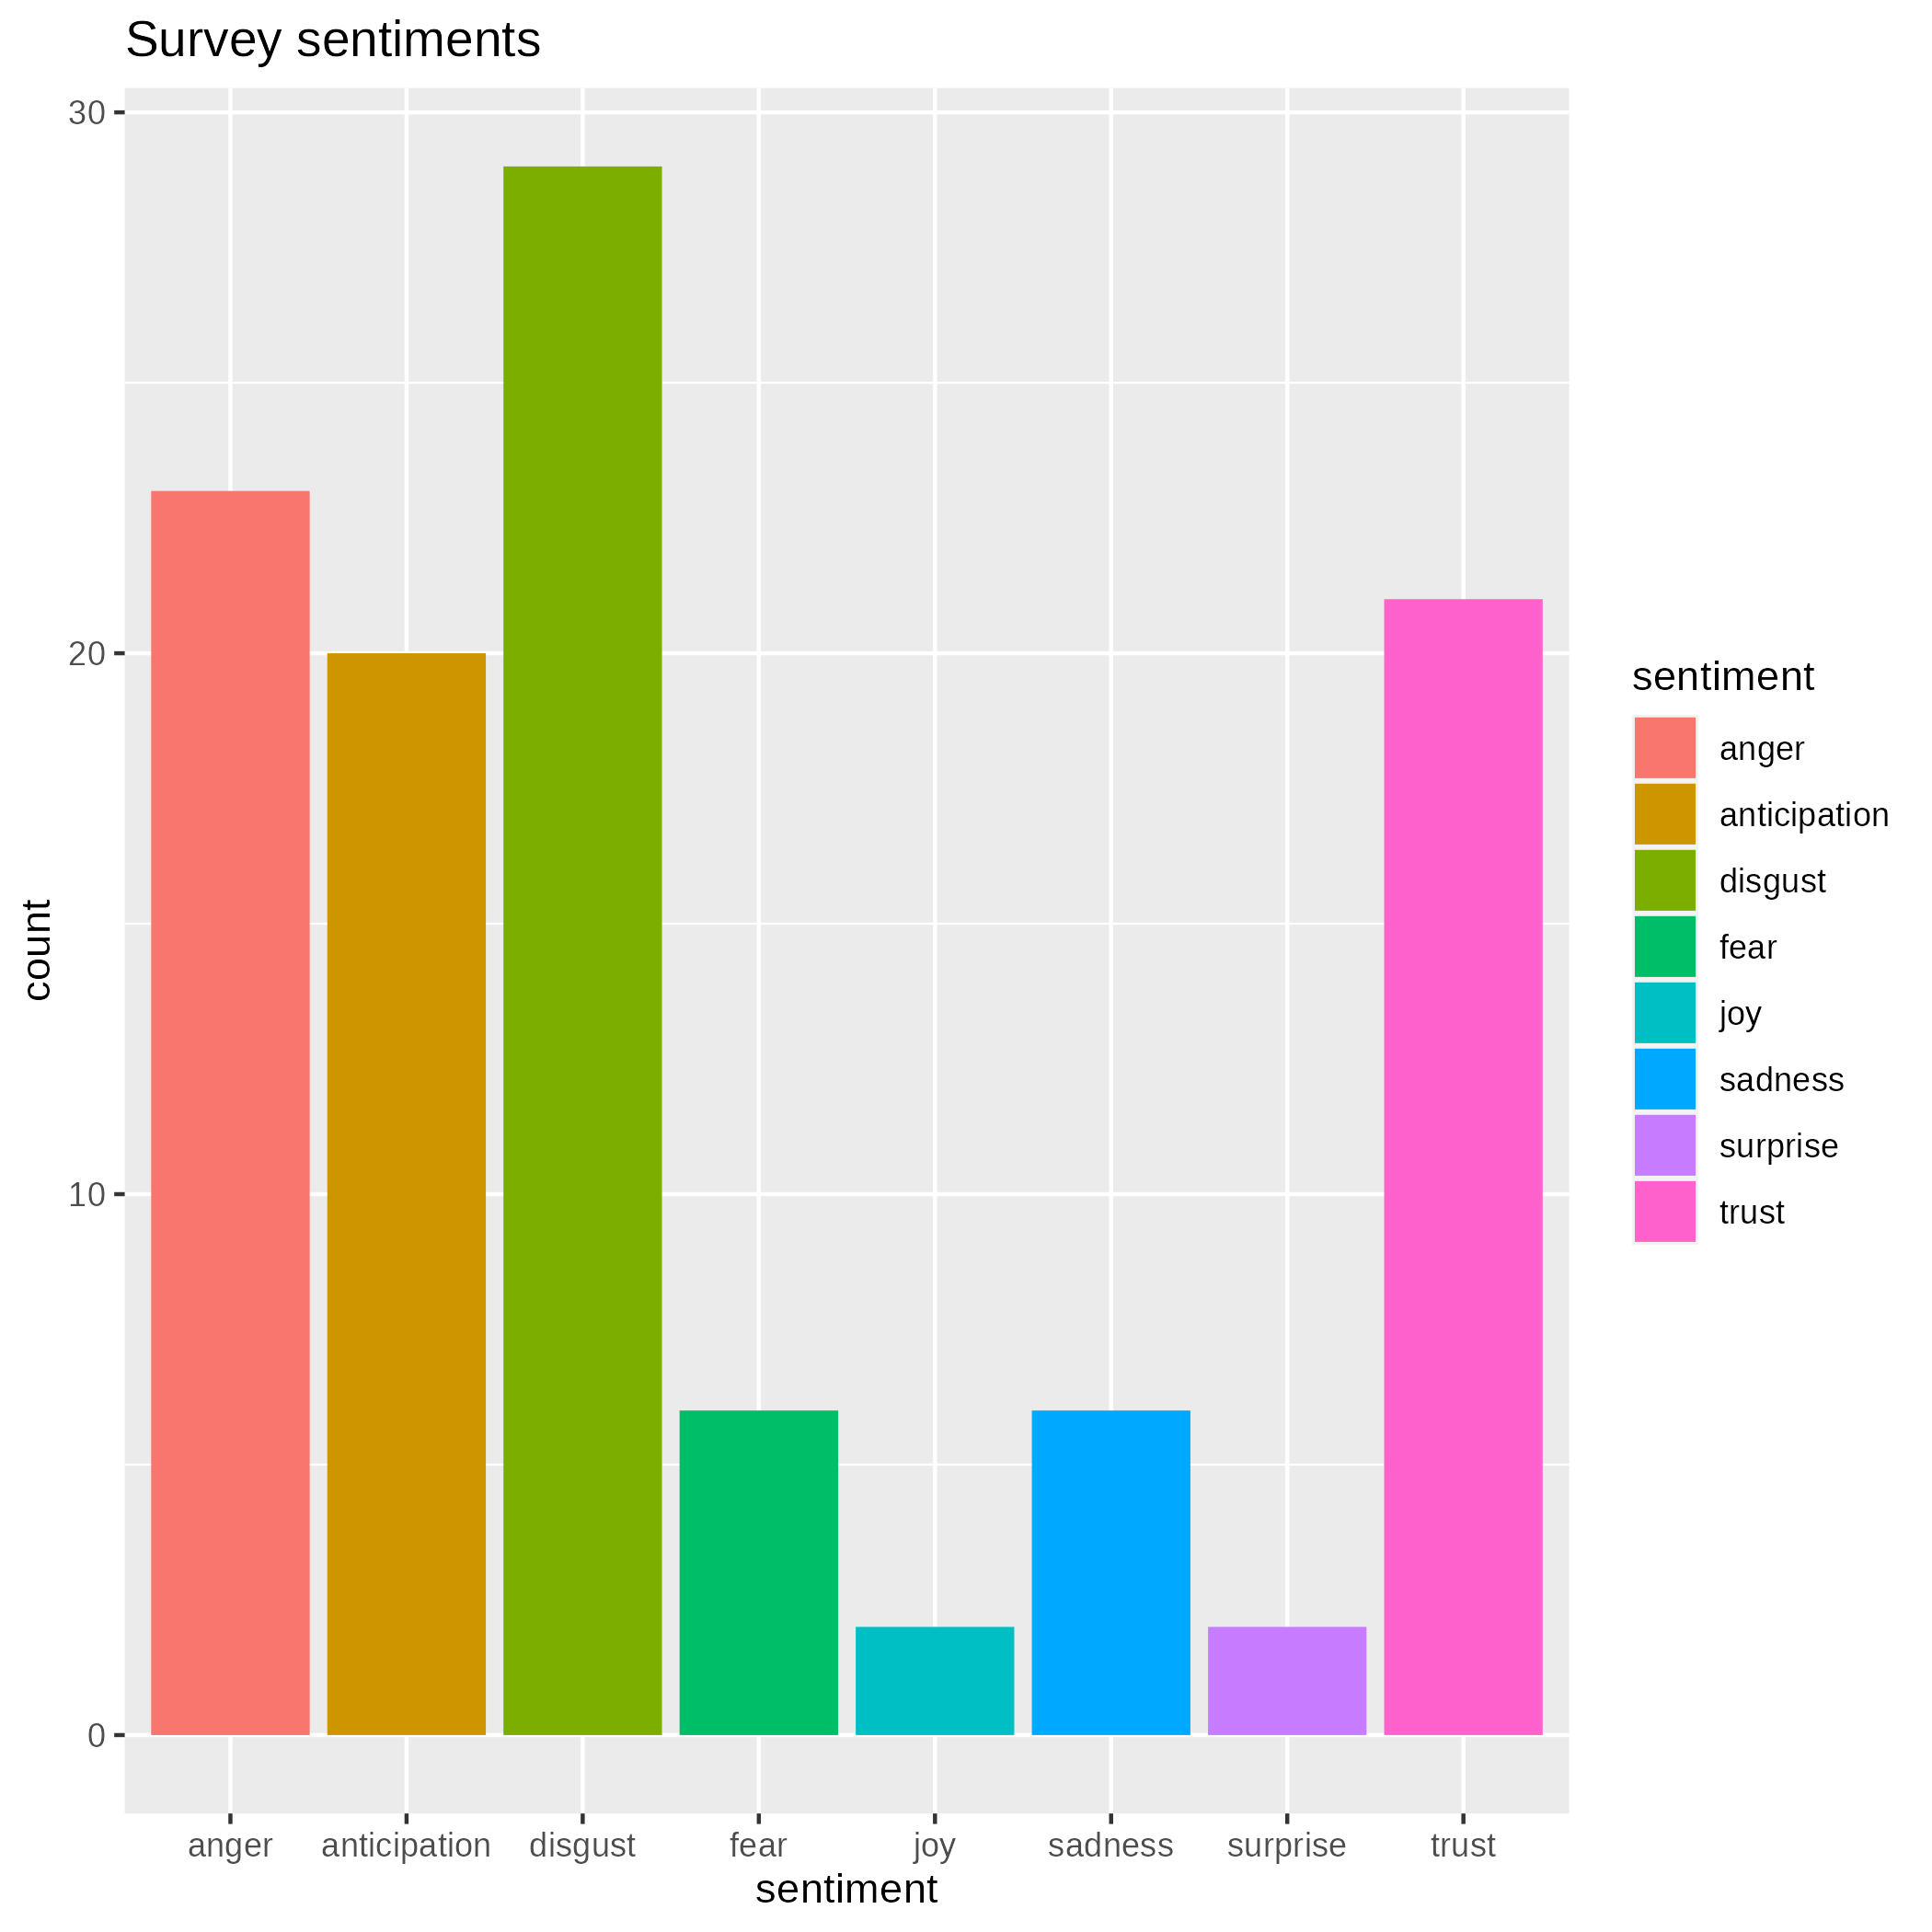 Survey sentiments
30
20
10
0
count
anger anticipation disgust fear joy sadness surprise trust
sentiment
sentiment
anger
anticipation
disgust
fear
joy
sadness
surprise
trust